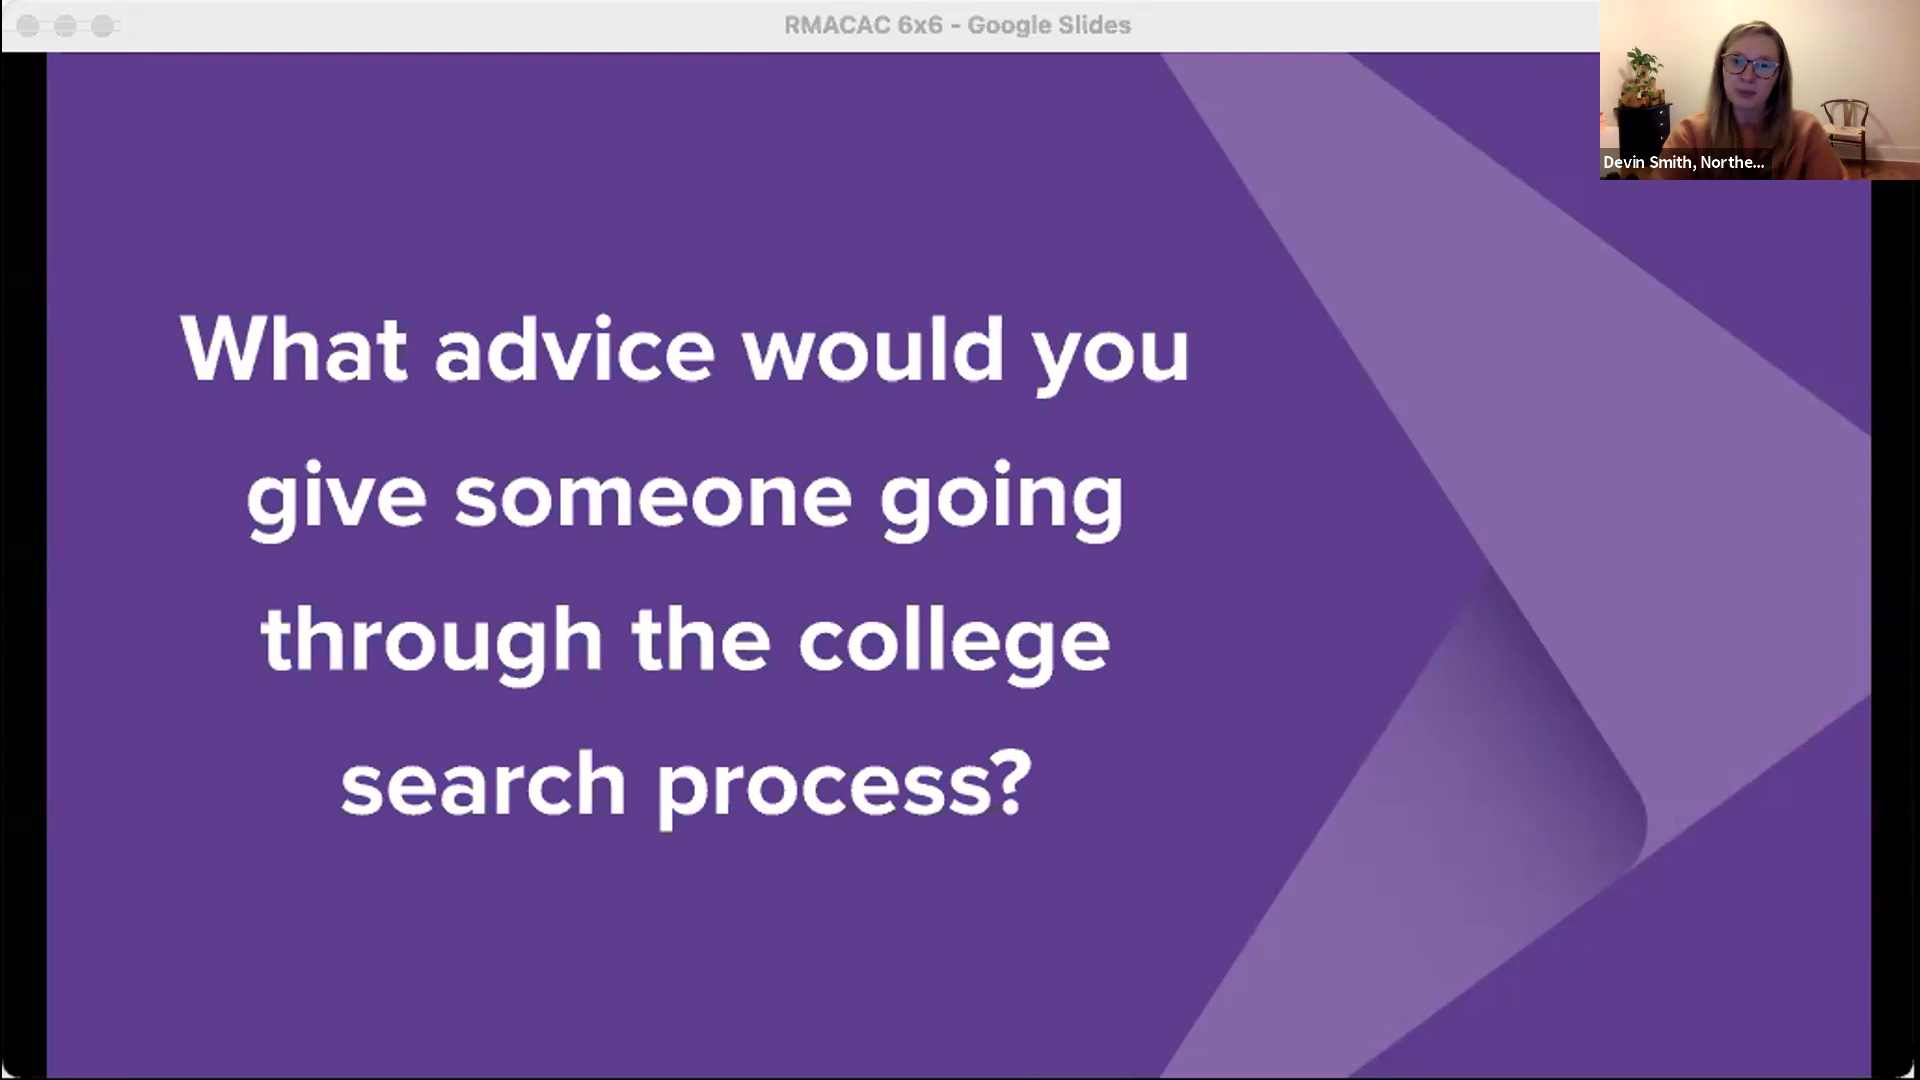 RMACAC 6x6 - Google Slides
Devin Smith, Northe...
What advice would you
give someone going
through the college
search process?